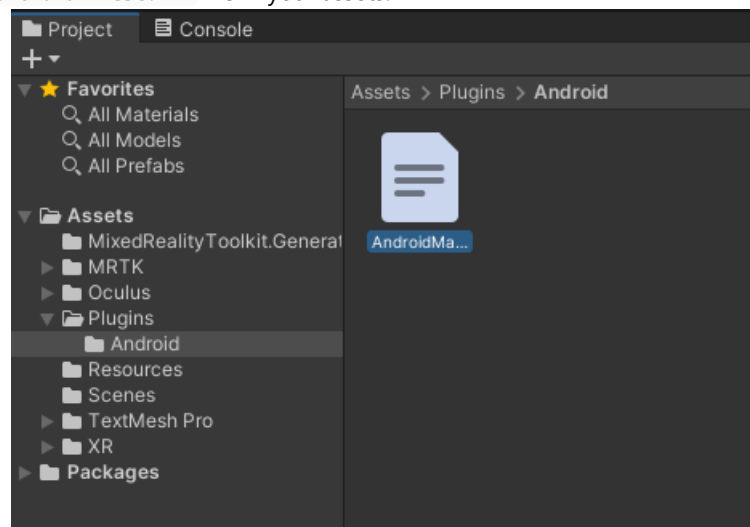 Project
Console
Favorites
All Materials
All Models
All Prefabs
Assets
MixedRealityToolkit.Generat
MRTK
Oculus
Plugins
Android
Resources
Scenes
TextMesh Pro
XR
Packages
Assets > Plugins > Android
AndroidMa...